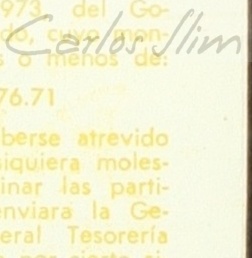 973 del Go-
do, cuyo mon-
Carlos Slim
s o menos de:
76.71
berse atrevido
siquiera moles-
inar las parti-
enviara la Ge-
eral Tesorería